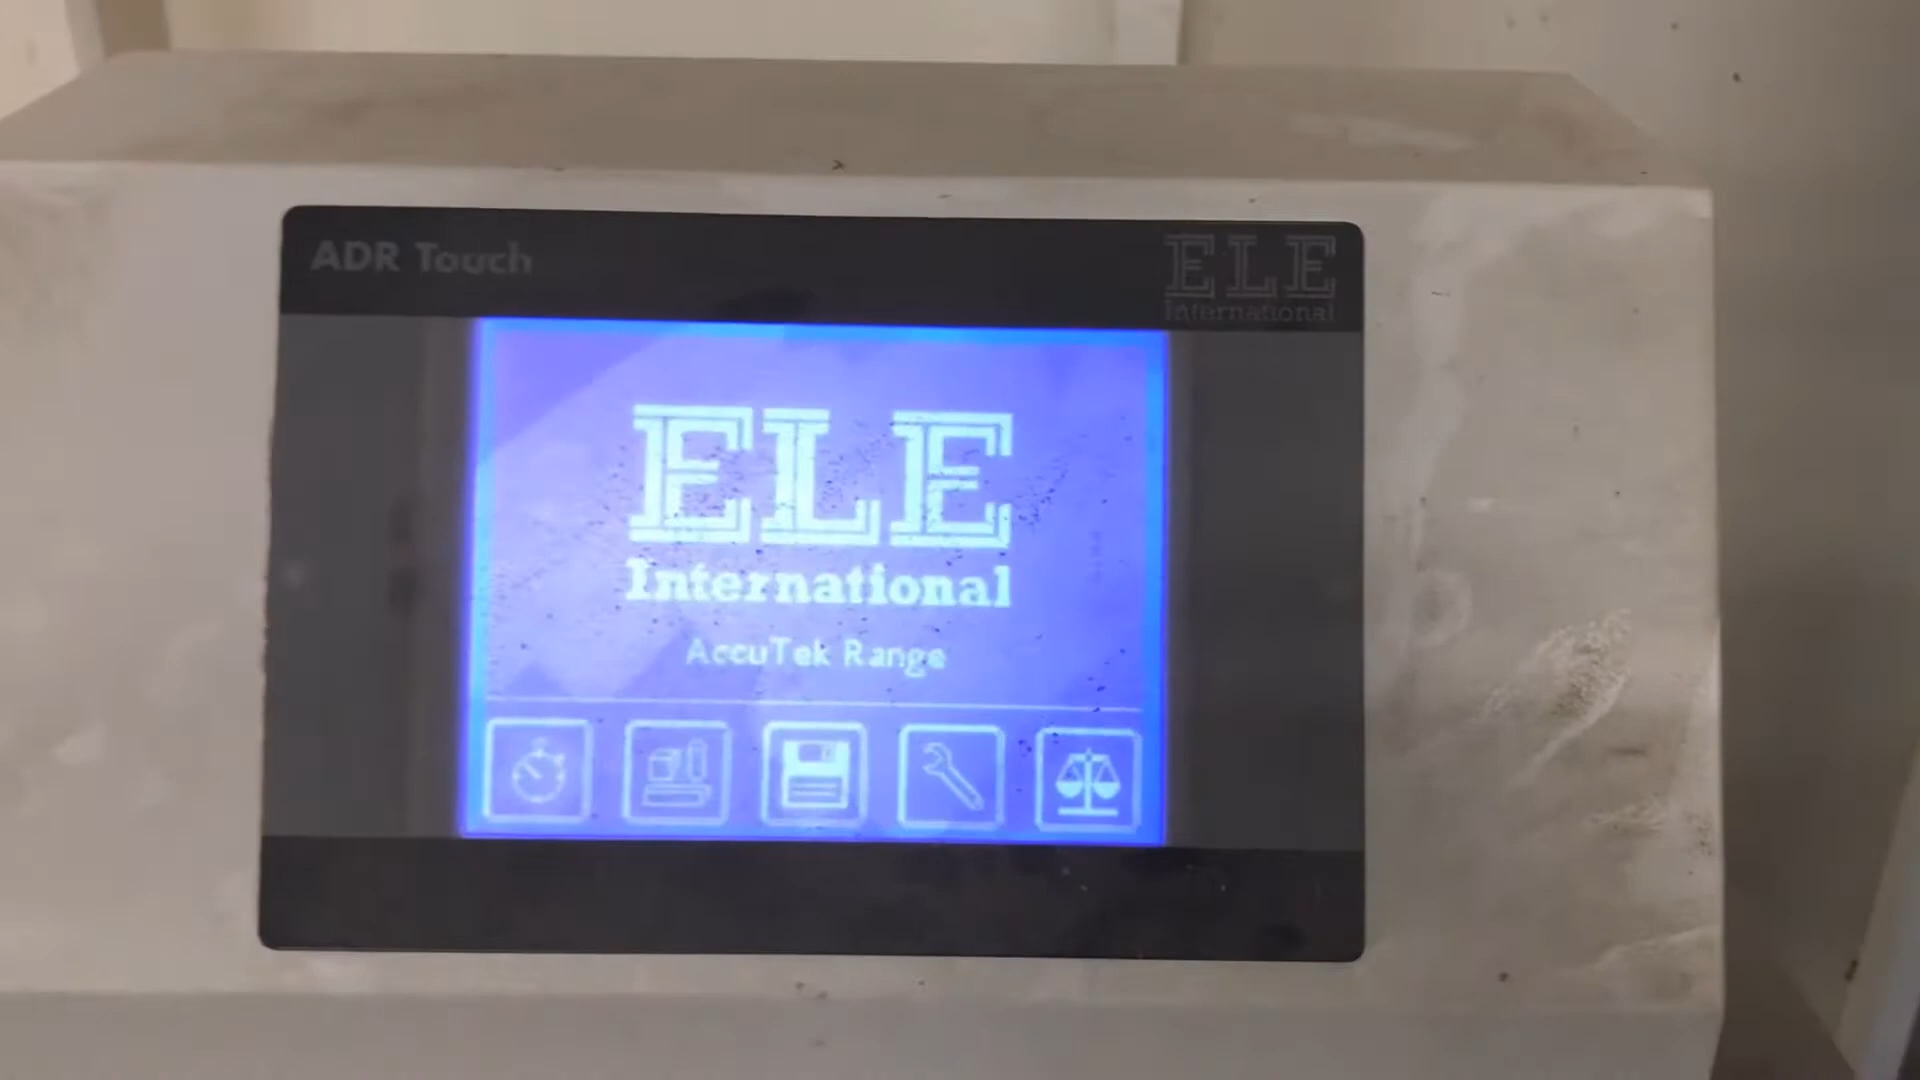 ADR Touch
ELE
International
ELE
International
AccuTek Range